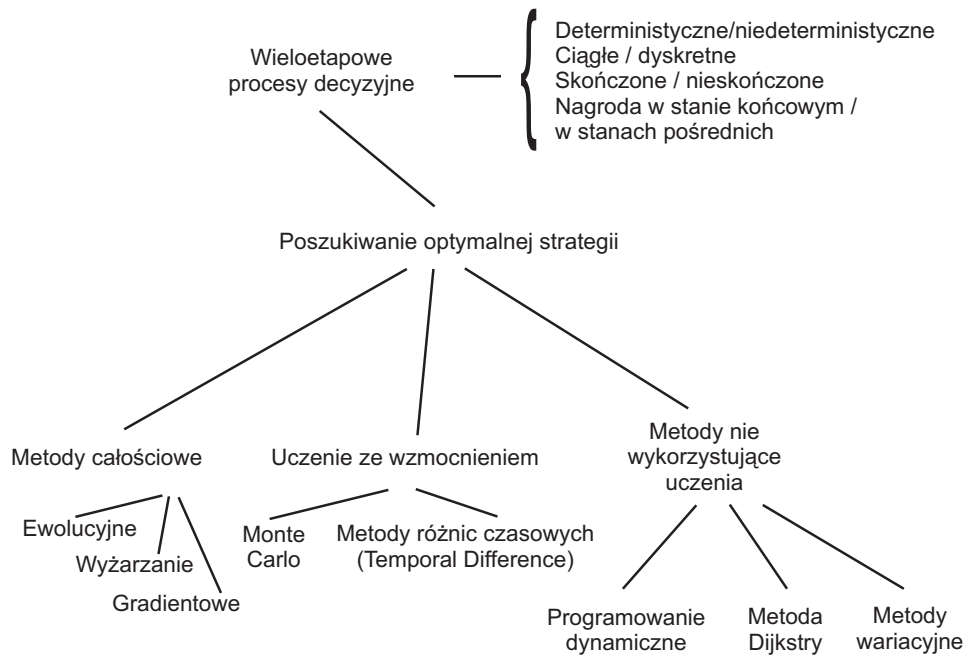 Wieloetapowe
procesy decyzyjne
Deterministyczne/niedeterministyczne
Ciągłe / dyskretne
Skończone / nieskończone
Nagroda w stanie końcowym /
w stanach pośrednich
Poszukiwanie optymalnej strategii
Metody całościowe
Ewolucyjne
Wyżarzanie
Gradientowe
Uczenie ze wzmocnieniem
Monte
Carlo
Metody różnic czasowych
(Temporal Difference)
Metody nie
wykorzystujące
uczenia
Programowanie
dynamiczne
Metoda
Dijkstry
Metody
wariacyjne